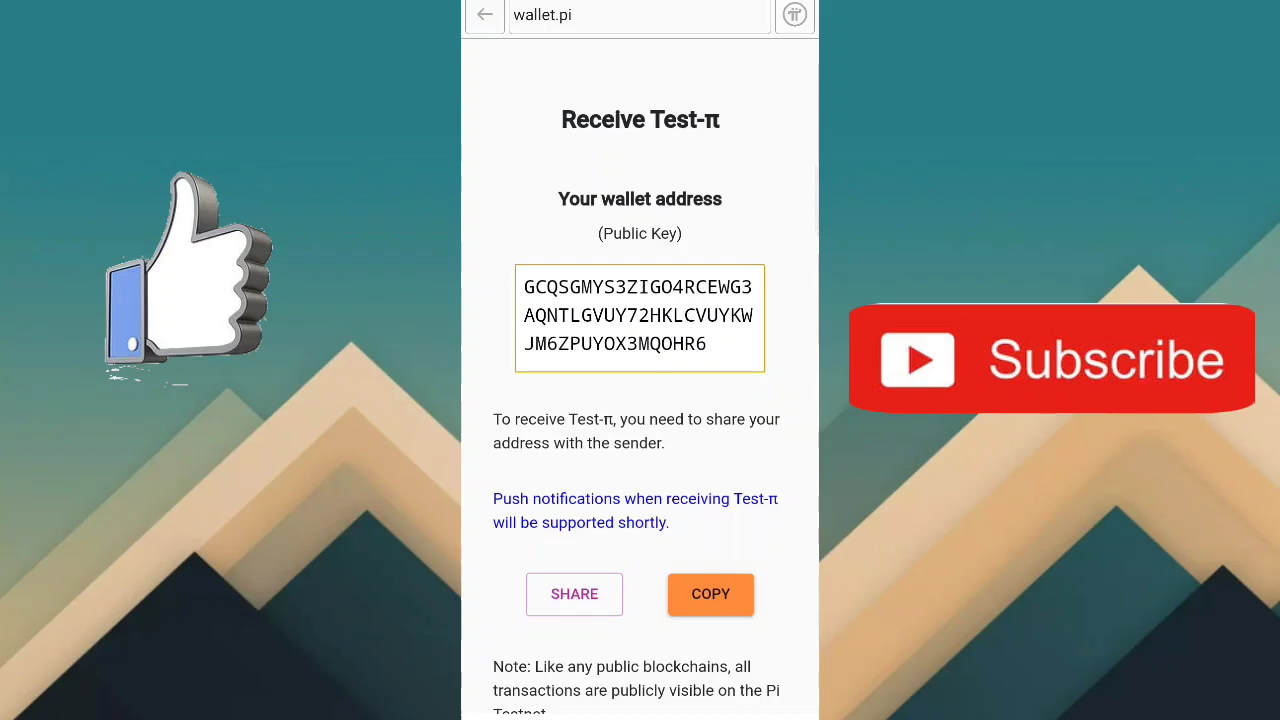 wallet.pi
Receive Test-π
Your wallet address
(Public Key)
GCQSGMYS3ZIGO4RCEWG3
AQNTLGVUY72HKLCVUYKW
JM6ZPUYOX3MQOHR6
To receive Test-π, you need to share your
address with the sender.
Push notifications when receiving Test-π
will be supported shortly.
SHARE COPY
Note: Like any public blockchains, all
transactions are publicly visible on the Pi
Testnet
Subscribe